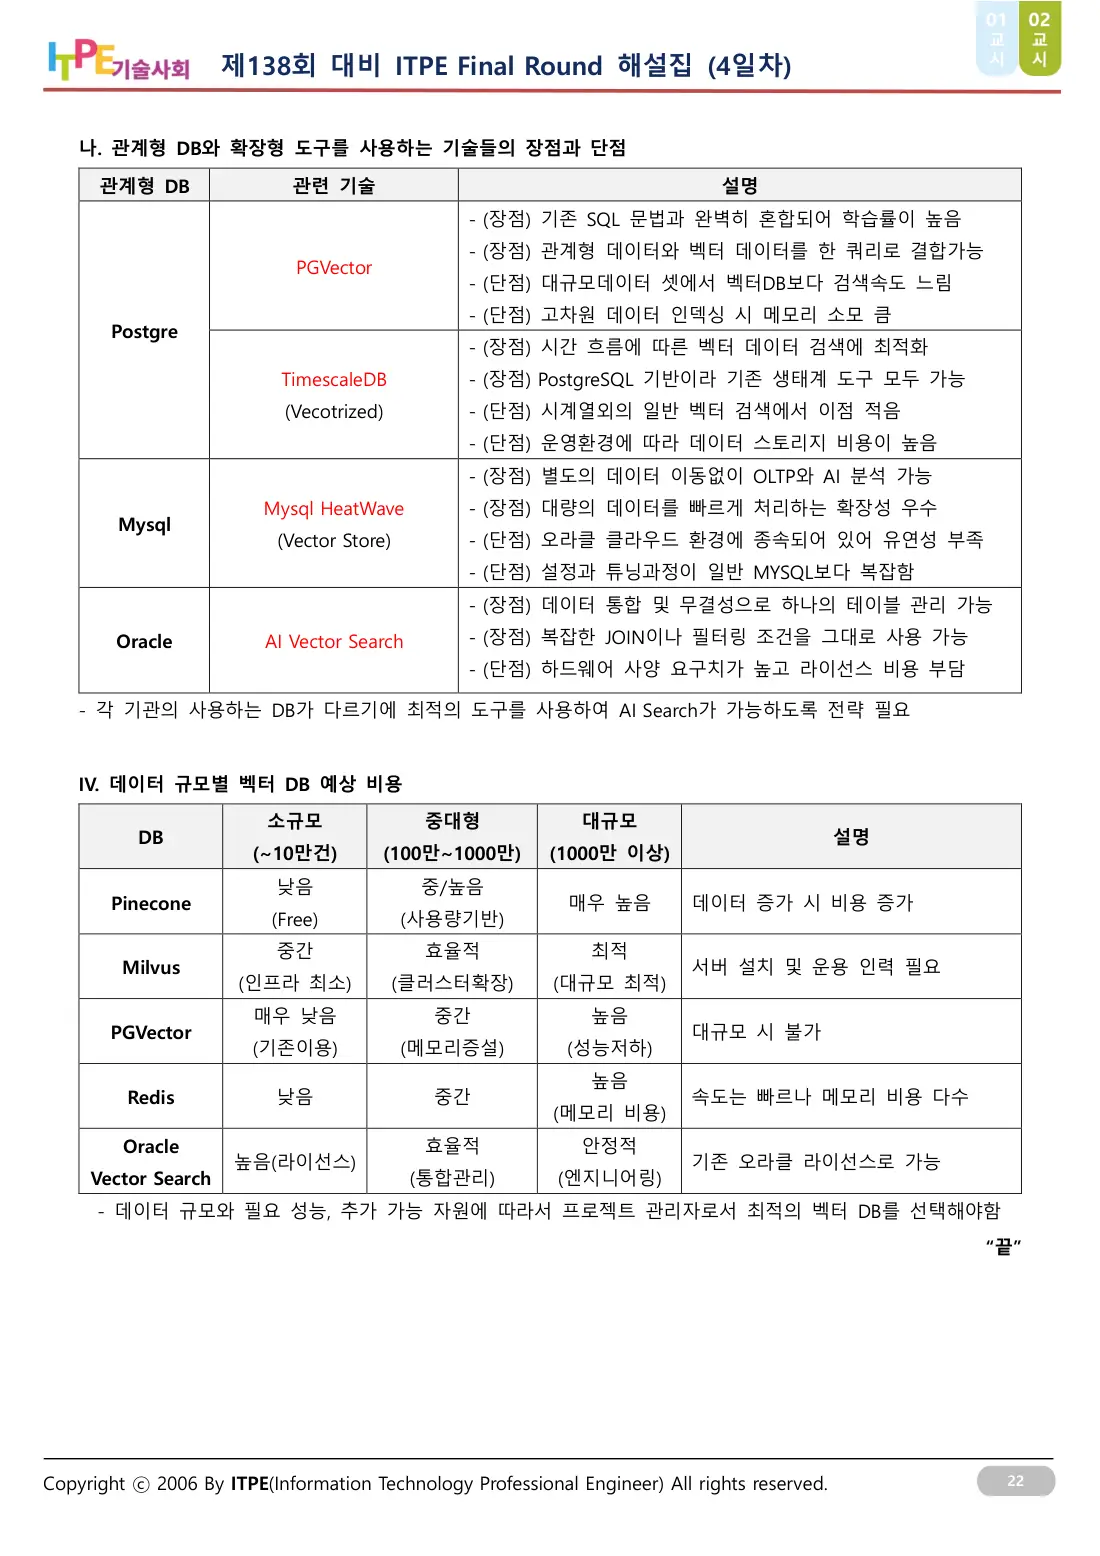 ITPE기술사회 제138회 대비 ITPE Final Round 해설집 (4일차)
01 교시
02 교시
나. 관계형 DB와 확장형 도구를 사용하는 기술들의 장점과 단점
관계형 DB 관련 기술 설명
Postgre
PGVector
- (장점) 기존 SQL 문법과 완벽히 혼합되어 학습률이 높음
- (장점) 관계형 데이터와 벡터 데이터를 한 쿼리로 결합가능
- (단점) 대규모데이터 셋에서 벡터DB보다 검색속도 느림
- (단점) 고차원 데이터 인덱싱 시 메모리 소모 큼
TimescaleDB
(Vecotrized)
- (장점) 시간 흐름에 따른 벡터 데이터 검색에 최적화
- (장점) PostgreSQL 기반이라 기존 생태계 도구 모두 가능
- (단점) 시계열외의 일반 벡터 검색에서 이점 적음
- (단점) 운영환경에 따라 데이터 스토리지 비용이 높음
Mysql
Mysql HeatWave
(Vector Store)
- (장점) 별도의 데이터 이동없이 OLTP와 AI 분석 가능
- (장점) 대량의 데이터를 빠르게 처리하는 확장성 우수
- (단점) 오라클 클라우드 환경에 종속되어 있어 유연성 부족
- (단점) 설정과 튜닝과정이 일반 MYSQL보다 복잡함
Oracle
AI Vector Search
- (장점) 데이터 통합 및 무결성으로 하나의 테이블 관리 가능
- (장점) 복잡한 JOIN이나 필터링 조건을 그대로 사용 가능
- (단점) 하드웨어 사양 요구치가 높고 라이선스 비용 부담
- 각 기관의 사용하는 DB가 다르기에 최적의 도구를 사용하여 AI Search가 가능하도록 전략 필요
IV. 데이터 규모별 벡터 DB 예상 비용
DB
소규모
(~10만건)
중대형
(100만~1000만)
대규모
(1000만 이상)
설명
Pinecone
낮음
(Free)
중/높음
(사용량기반)
매우 높음
데이터 증가 시 비용 증가
Milvus
중간
(인프라 최소)
효율적
(클러스터확장)
최적
(대규모 최적)
서버 설치 및 운용 인력 필요
PGVector
매우 낮음
(기존이용)
중간
(메모리증설)
높음
(성능저하)
대규모 시 불가
Redis
낮음
중간
높음
(메모리 비용)
속도는 빠르나 메모리 비용 다수
Oracle
Vector Search
높음(라이선스)
효율적
(통합관리)
안정적
(엔지니어링)
기존 오라클 라이선스로 가능
- 데이터 규모와 필요 성능, 추가 가능 자원에 따라서 프로젝트 관리자로서 최적의 벡터 DB를 선택해야함
“끝”
Copyright ⓒ 2006 By ITPE(Information Technology Professional Engineer) All rights reserved.
22